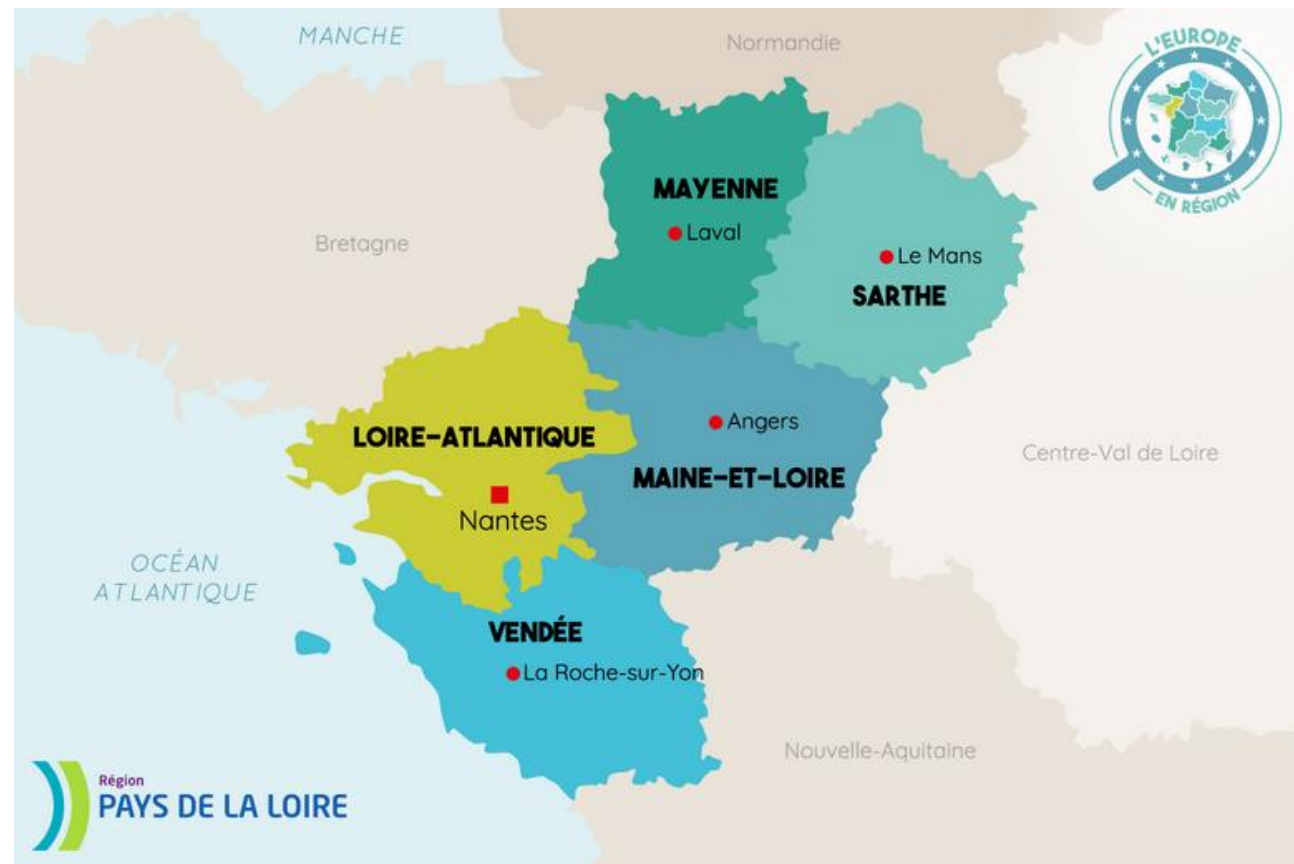 MANCHE
Normandie
L'EUROPE
EN RÉGION
MAYENNE
Laval
Bretagne
Le Mans
SARTHE
Angers
LOIRE-ATLANTIQUE
Centre-Val de Loire
MAINE-ET-LOIRE
Nantes
OCÉAN
ATLANTIQUE
VENDÉE
La Roche-sur-Yon
Nouvelle-Aquitaine
Région
PAYS DE LA LOIRE